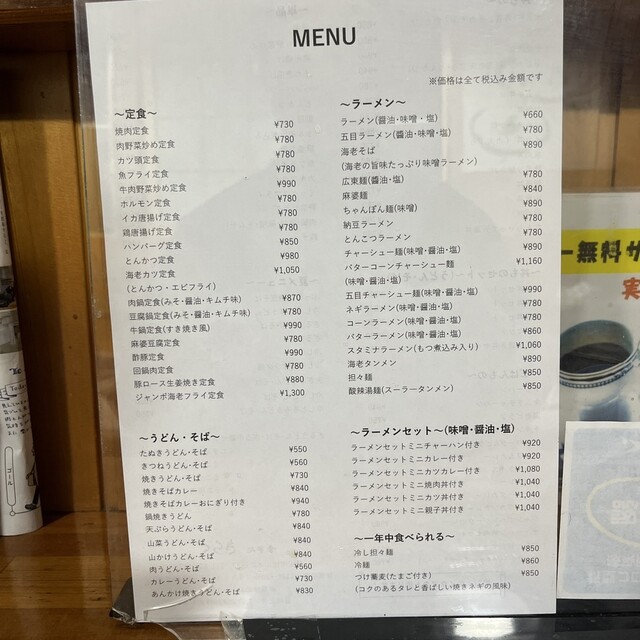 MENU
※価格は全て税込み金額です
～定食～
焼肉定食 ¥730
肉野菜炒め定食 ¥780
カツ頭定食 ¥780
魚フライ定食 ¥780
牛肉野菜炒め定食 ¥990
ホルモン定食 ¥780
イカ唐揚げ定食 ¥780
鶏唐揚げ定食 ¥780
ハンバーグ定食 ¥850
とんかつ定食 ¥980
海老カツ定食 ¥1,050
(とんかつ・エビフライ)
肉鍋定食(みそ・醤油・キムチ味) ¥870
豆腐鍋定食(みそ・醤油・キムチ味) ¥780
牛鍋定食(すき焼き風) ¥990
麻婆豆腐定食 ¥780
酢豚定食 ¥990
回鍋肉定食 ¥780
豚ロース生姜焼き定食 ¥880
ジャンボ海老フライ定食 ¥1,300
～うどん・そば～
たぬきうどん・そば ¥550
きつねうどん・そば ¥560
焼きうどん・そば ¥730
焼きそばカレー ¥840
焼きそばカレーおにぎり付き ¥940
鍋焼きうどん ¥780
天ぷらうどん・そば ¥840
山菜うどん・そば ¥840
山かけうどん・そば ¥840
肉うどん・そば ¥560
カレーうどん・そば ¥730
あんかけ焼きうどん・そば ¥830
～ラーメン～
ラーメン(醤油・味噌・塩) ¥660
五目ラーメン(醬油・味噌・塩) ¥780
海老そば ¥890
(海老の旨味たっぷり味噌ラーメン)
広東麺(醬油・塩) ¥780
麻婆麺 ¥840
ちゃんぽん麺(味噌) ¥890
納豆ラーメン ¥780
とんこつラーメン ¥780
チャーシュー麺(味噌・醤油・塩) ¥890
バターコーンチャーシュー麺 ¥1,160
(味噌・醤油・塩)
五目チャーシュー麺(味噌・醤油・塩) ¥990
ネギラーメン(味噌・醤油・塩) ¥780
コーンラーメン(味噌・醤油・塩) ¥780
バターラーメン(味噌・醤油・塩) ¥860
スタミナラーメン(もつ煮込み入り) ¥1,060
海老タンメン ¥890
担々麺 ¥850
酸辣湯麺(スーラータンメン) ¥850
～ラーメンセット～(味噌・醤油・塩)
ラーメンセットミニチャーハン付き ¥920
ラーメンセットミニカレー付き ¥920
ラーメンセットミニカツカレー付き ¥1,080
ラーメンセットミニ焼肉丼付き ¥1,040
ラーメンセットミニカツ丼付き ¥1,040
ラーメンセットミニ親子丼付き ¥1,040
～一年中食べられる～
冷し担々麺 ¥850
冷麺 ¥860
つけ蕎麦(たまご付き) ¥850
(コクのあるタレと香ばしい焼きネギの風味)
ー無料サ
実
ゴール